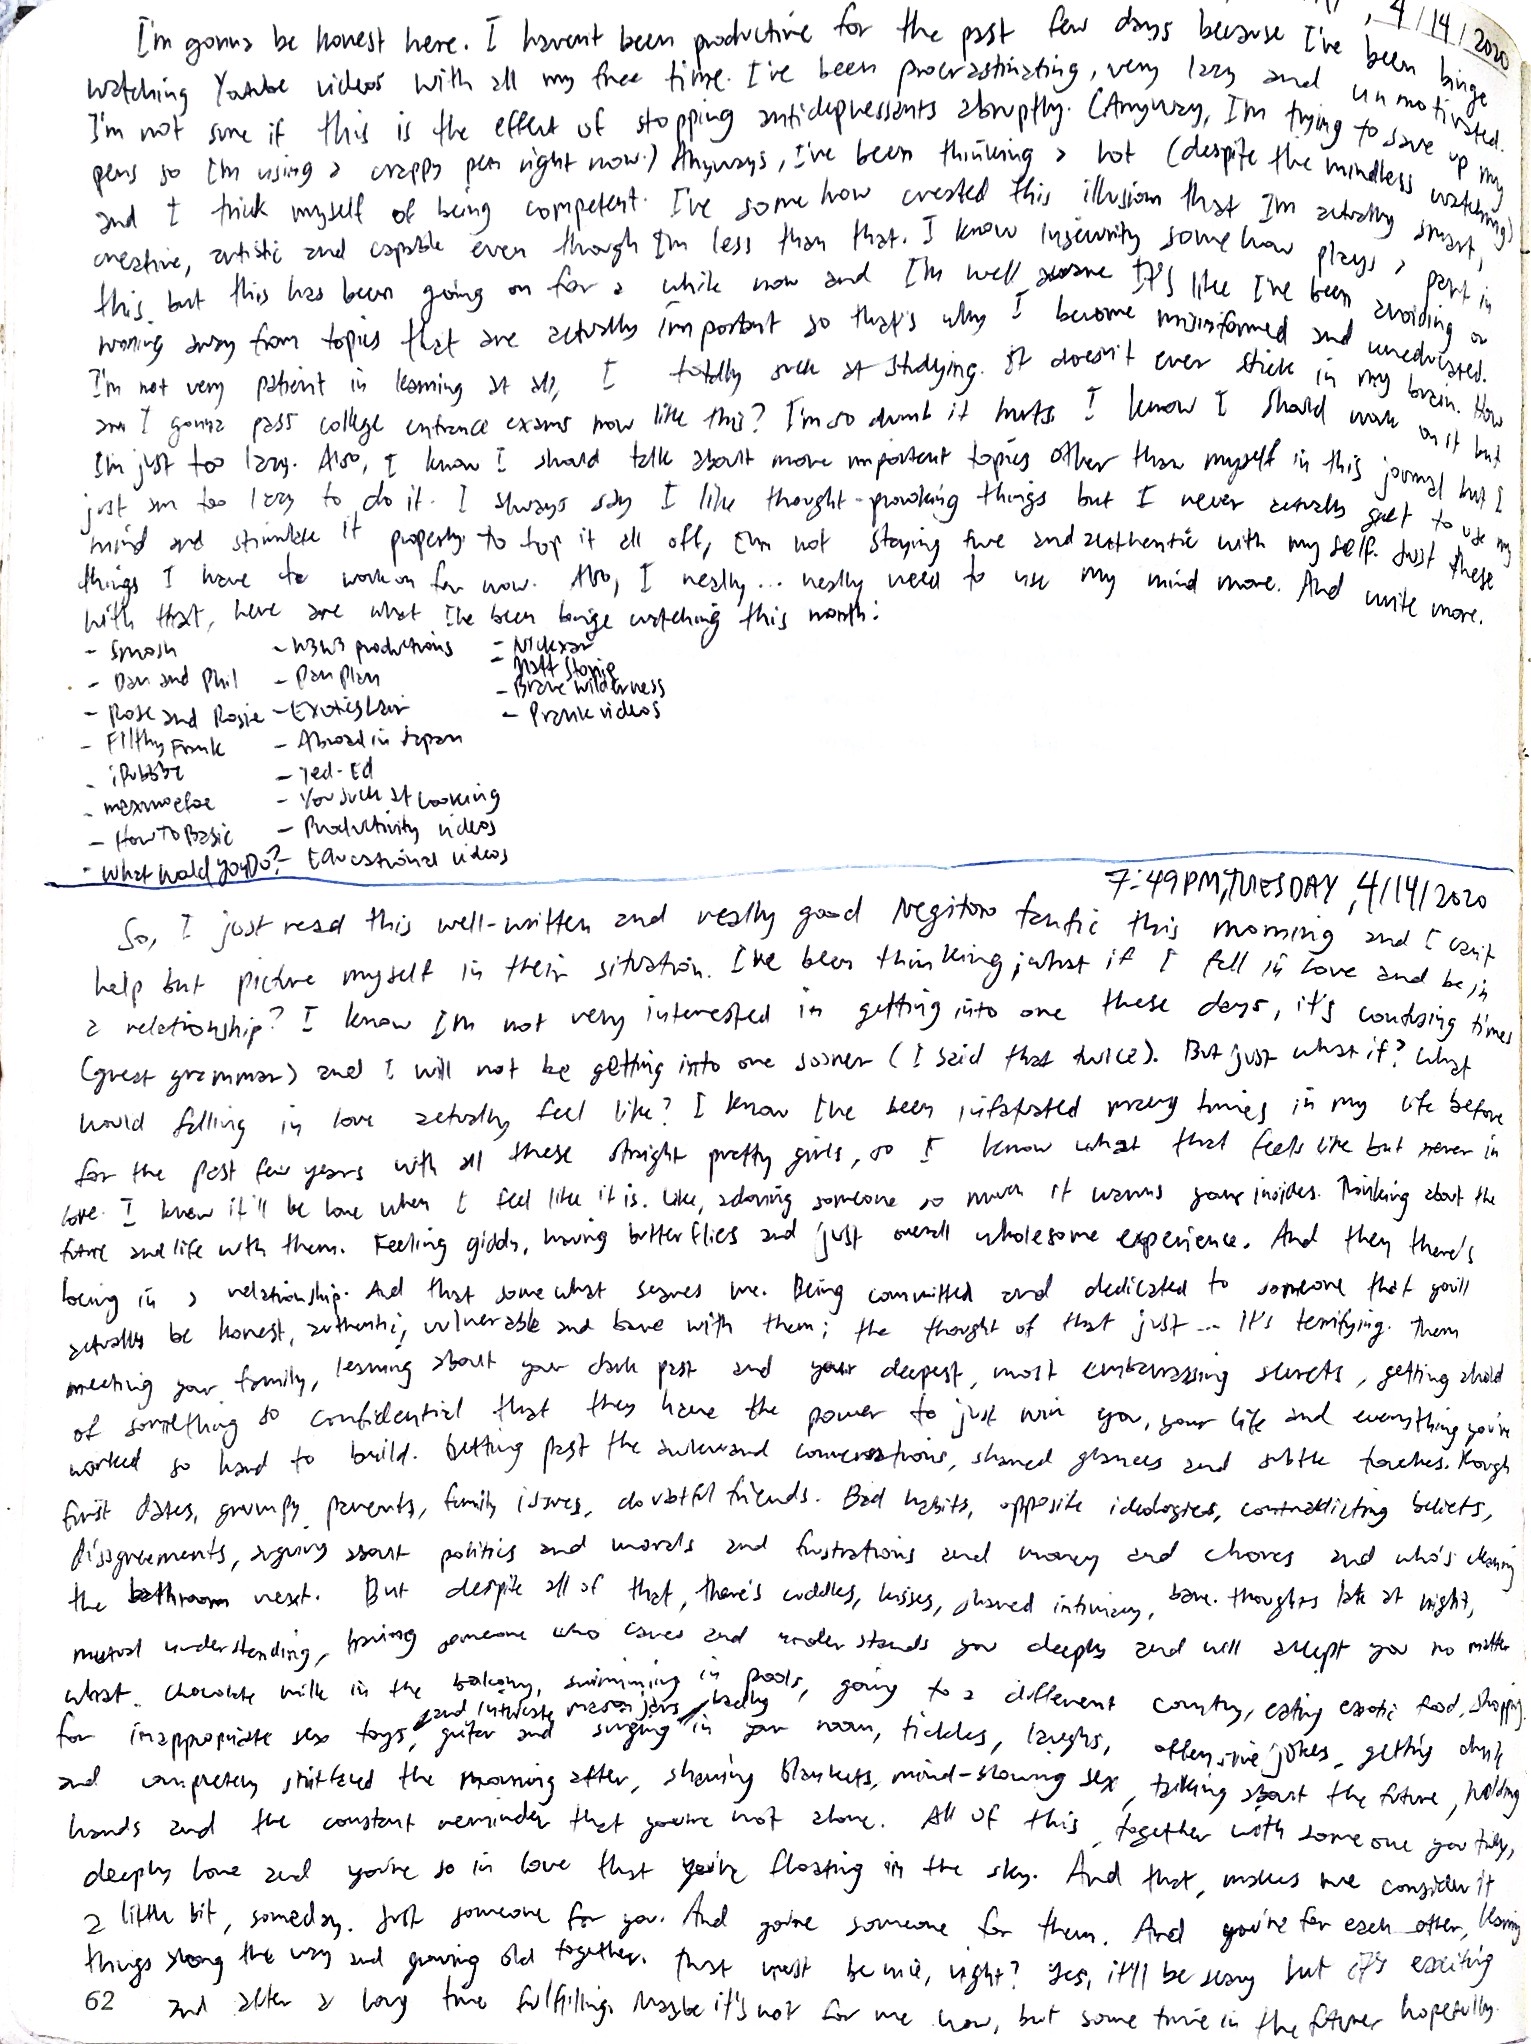 , 4/14/2020
I'm gonna be honest here. I havent been productive for the past few days because I've been binge
watching Youtube videos with all my free time. I've been procrastinating, very lazy and unmotivated.
I'm not sure if this is the effect of stopping antidepressants abruptly. (Anyway, I'm trying to save up my
pens so I'm using a crappy pen right now.) Anyways, I've been thinking a lot (despite the mindless watching)
and I trick myself of being competent. I've somehow created this illusion that I'm actually smart,
creative, artistic and capable even though I'm less than that. I know insecurity somehow plays a part in
this but this has been going on for a while now and I'm well aware. It's like I've been avoiding or
running away from topics that are actually important so that's why I become misinformed and uneducated.
I'm not very patient in learning at all, I totally suck at studying. It doesn't ever stick in my brain. How
am I gonna pass college entrance exams now like this? I'm so dumb it hurts. I know I should work on it but
I'm just too lazy. Also, I know I should talk about more important topics other than myself in this journal but I
just am too lazy to do it. I always say I like thought-provoking things but I never actually get to use my
mind and stimulate it properly. To top it all off, I'm not staying true and authentic with my self. Just these
things I have to work on for now. Also, I really... really need to use my mind more. And write more.
With that, here are what I've been binge watching this month:
- Smosh - W3W3 productions - Nickxar
- Dan and Phil - Pan Plan - Matt Stonie
- Rose and Rosie - Exotics Lair - Brave wilderness
- Filthy Frank - Abroad in Japan - Prank videos
- iDubbbz - Ted-Ed
- maxmoefoe - You suck at cooking
- HowToBasic - Productivity videos
- What Would you Do? - Educational videos
7:49PM, TUESDAY, 4/14/2020
So, I just read this well-written and really good Negitoro fanfic this morning and I can't
help but picture myself in their situation. I've been thinking, what if I fall in love and be in
a relationship? I know I'm not very interested in getting into one these days, it's confusing times
(great grammar) and I will not be getting into one sooner (I said that twice). But just what if? What
would falling in love actually feel like? I know I've been infatuated many times in my life before
for the past few years with all these straight pretty girls, so I know what that feels like but never in
love. I knew it'll be love when I feel like it is. Like, adoring someone so much it warms your insides. Thinking about the
future and life with them. Feeling giddy, having butterflies and just overall wholesome experience. And then there's
being in a relationship. And that somewhat scares me. Being committed and dedicated to someone that you'll
actually be honest, authentic, vulnerable and bare with them; the thought of that just... It's terrifying. Them
meeting your family, learning about your dark past and your deepest, most embarrassing secrets, getting ahold
of something so confidential that they have the power to just ruin you, your life and everything you've
worked so hard to build. Getting past the awkward conversations, shared glances and subtle touches. Rough
first dates, grumpy parents, family issues, doubtful friends. Bad habits, opposite ideologies, contradicting beliefs,
disagreements, arguing about politics and morals and frustrations and money and chores and who's cleaning
the bathroom next. But despite all of that, there's cuddles, kisses, shared intimacy, bare thoughts late at night,
mutual understanding, having someone who cares and understands you deeply and will accept you no matter
what. Chocolate milk in the balcony, swimming in pools, going to a different country, eating exotic food, shopping
for inappropriate sex toys and intricate mason jars, guitar and singing badly in your room, tickles, laughs, offensive jokes, getting drunk
and completely shitfaced the morning after, sharing blankets, mind-blowing sex, talking about the future, holding
hands and the constant reminder that you're not alone. All of this, together with someone you truly,
deeply love and you're so in love that you're floating in the sky. And that, makes me consider it
a little bit, someday. Just someone for you. And you're someone for them. And you're for each other, learning
things along the way and growing old together. That must be nice, right? Yes, it'll be scary but it's exciting
and after a long time fulfilling. Maybe it's not for me now, but some time in the future hopefully.
62